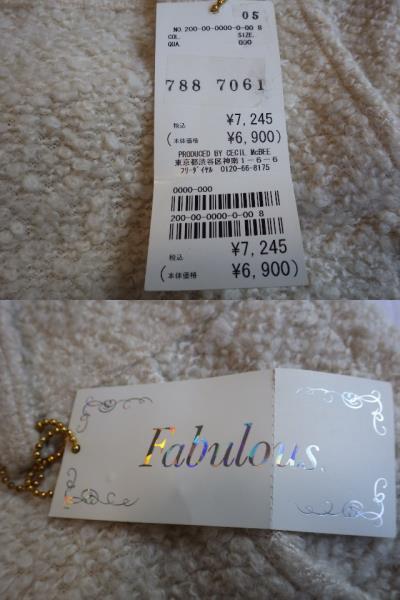 05
NO.200-00-0000-0-00 8
COL. SIZE.
QUA. 000
788 7061
税込 ¥7,245
(本体価格 ¥6,900)
PRODUCED BY CECIL McBEE
東京都渋谷区神南1-6-6
フリーダイヤル 0120-66-8175
0000-000
200-00-0000-0-00 8
税込 ¥7,245
(本体価格 ¥6,900)
Fabulous.